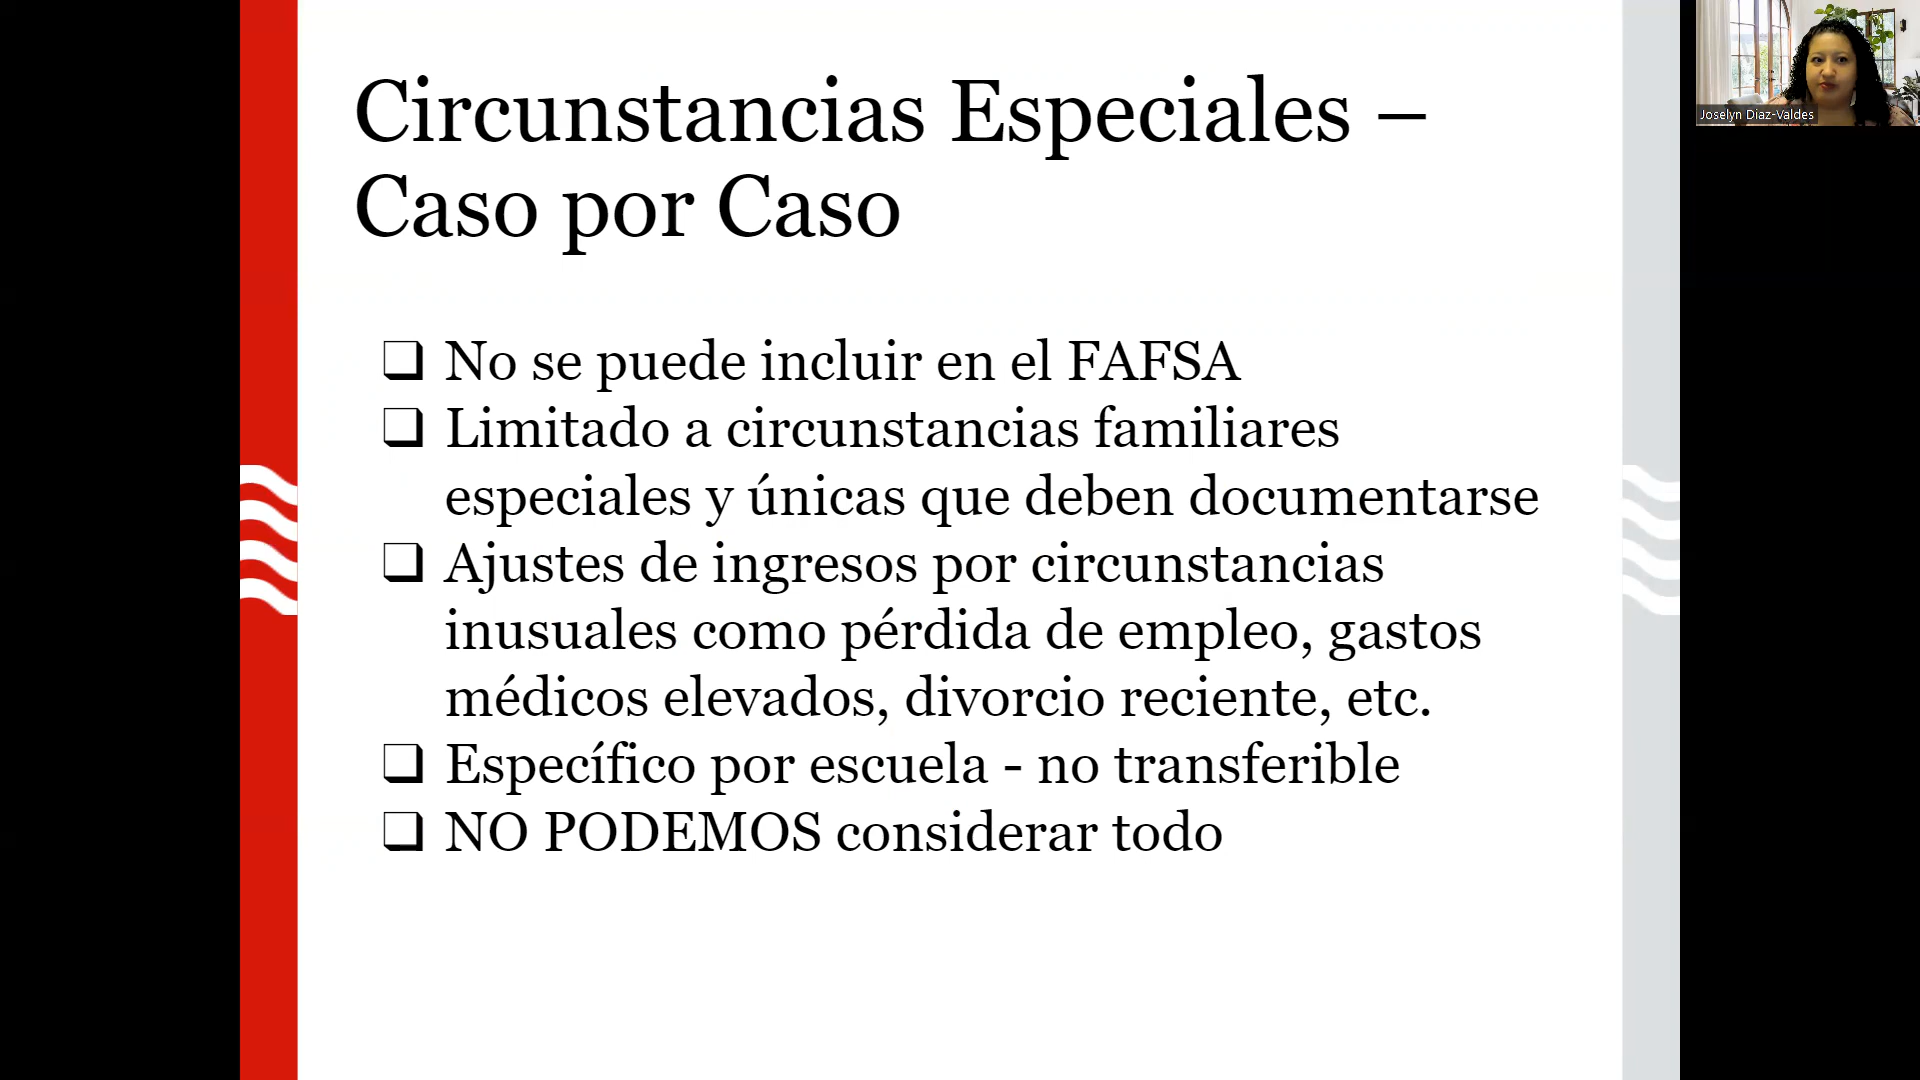 Circunstancias Especiales –
Caso por Caso
❑ No se puede incluir en el FAFSA
❑ Limitado a circunstancias familiares
especiales y únicas que deben documentarse
❑ Ajustes de ingresos por circunstancias
inusuales como pérdida de empleo, gastos
médicos elevados, divorcio reciente, etc.
❑ Específico por escuela - no transferible
❑ NO PODEMOS considerar todo
Joselyn Diaz-Valdes